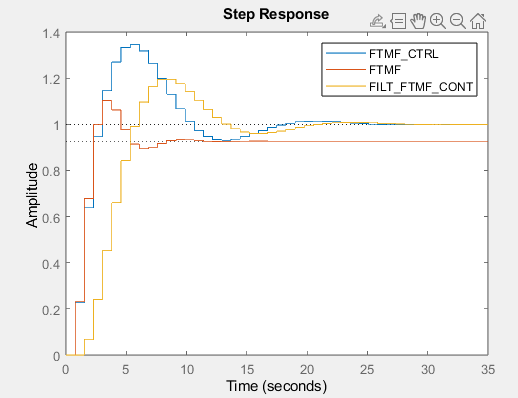 Step Response
FTMF_CTRL
FTMF
FILT_FTMF_CONT
1.4
1.2
1
0.8
0.6
0.4
0.2
0
Amplitude
0 5 10 15 20 25 30 35
Time (seconds)